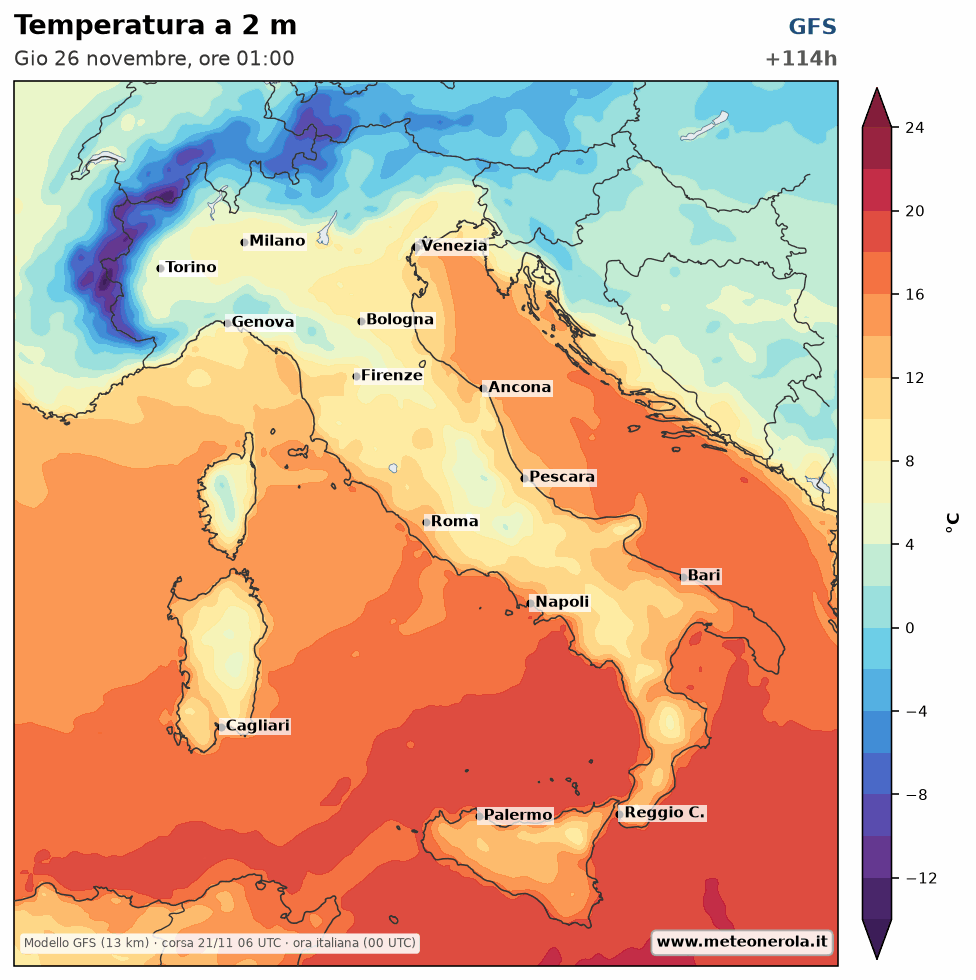 Temperatura a 2 m
GFS
Gio 26 novembre, ore 01:00
+114h
Milano
Venezia
Torino
Genova
Bologna
Firenze
Ancona
Pescara
Roma
Bari
Napoli
Cagliari
Palermo
Reggio C.
24
20
16
12
8
4
0
−4
−8
−12
°C
Modello GFS (13 km) · corsa 21/11 06 UTC · ora italiana (00 UTC)
www.meteonerola.it